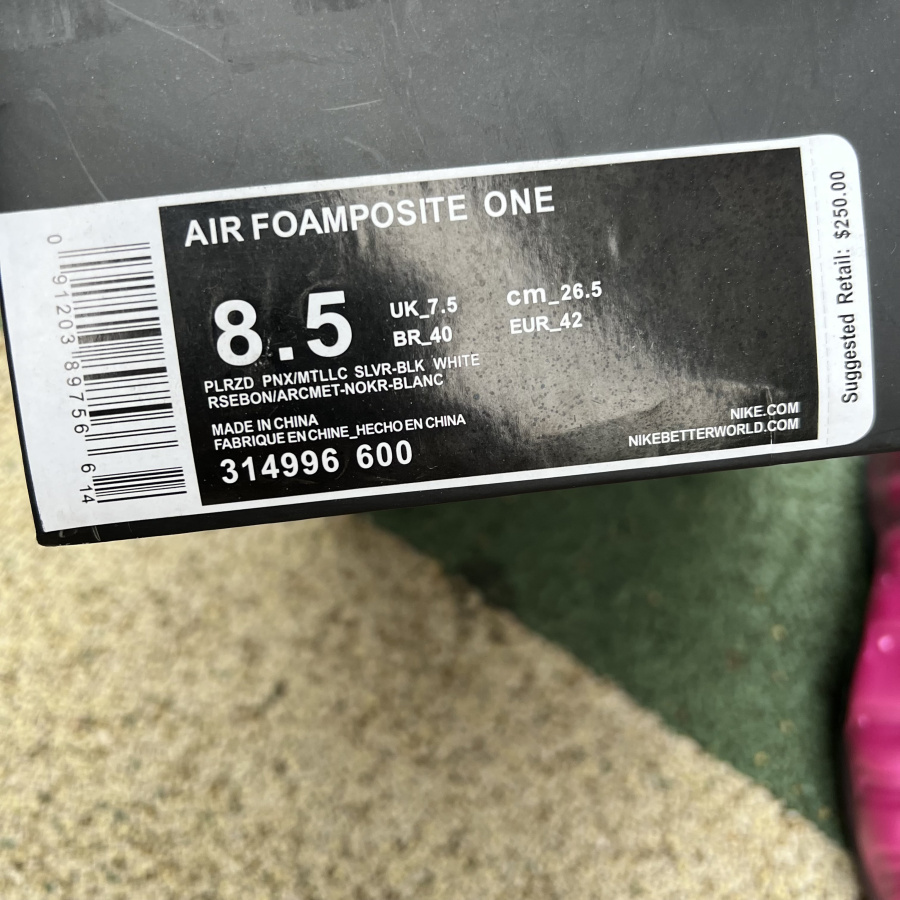 AIR FOAMPOSITE ONE
8.5
UK_7.5
cm_26.5
BR_40
EUR_42
PLRZD PNX/MTLLC SLVR-BLK WHITE
RSEBON/ARCMET-NOKR-BLANC
MADE IN CHINA
FABRIQUE EN CHINE_HECHO EN CHINA
314996 600
NIKE.COM
NIKEBETTERWORLD.COM
0 91203 89756 6 14
Suggested Retail: $250.00